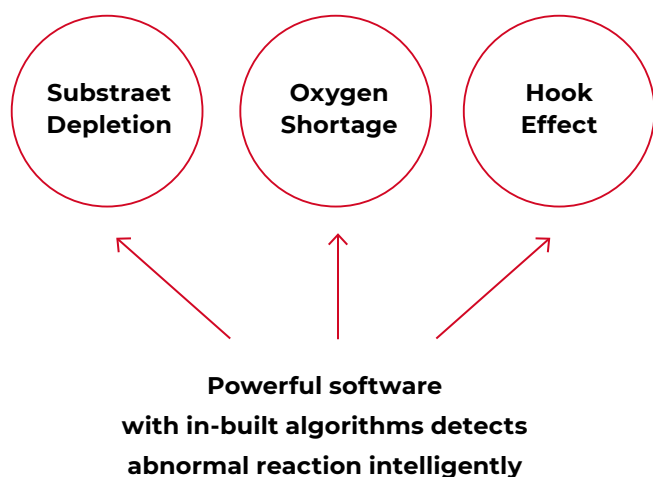 Substraet
Depletion
Oxygen
Shortage
Hook
Effect
Powerful software
with in-built algorithms detects
abnormal reaction intelligently